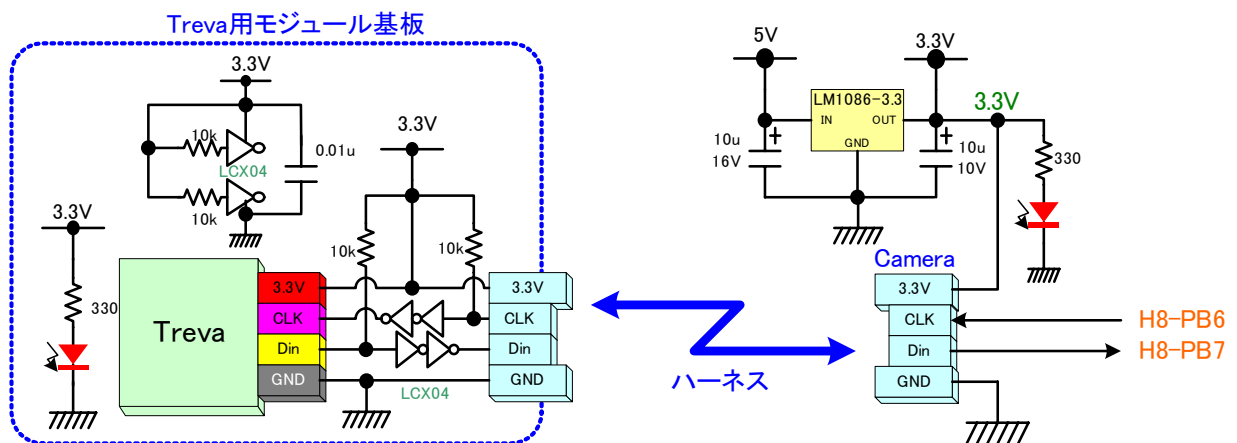 Treva用モジュール基板
3.3V
10k
LCX04
10k
0.01u
3.3V
3.3V
330
10k
10k
Treva
3.3V
CLK
Din
GND
LCX04
3.3V
CLK
Din
GND
ハーネス
5V
3.3V
LM1086-3.3
IN
OUT
GND
3.3V
10u
16V
10u
10V
330
Camera
3.3V
CLK
Din
GND
H8-PB6
H8-PB7